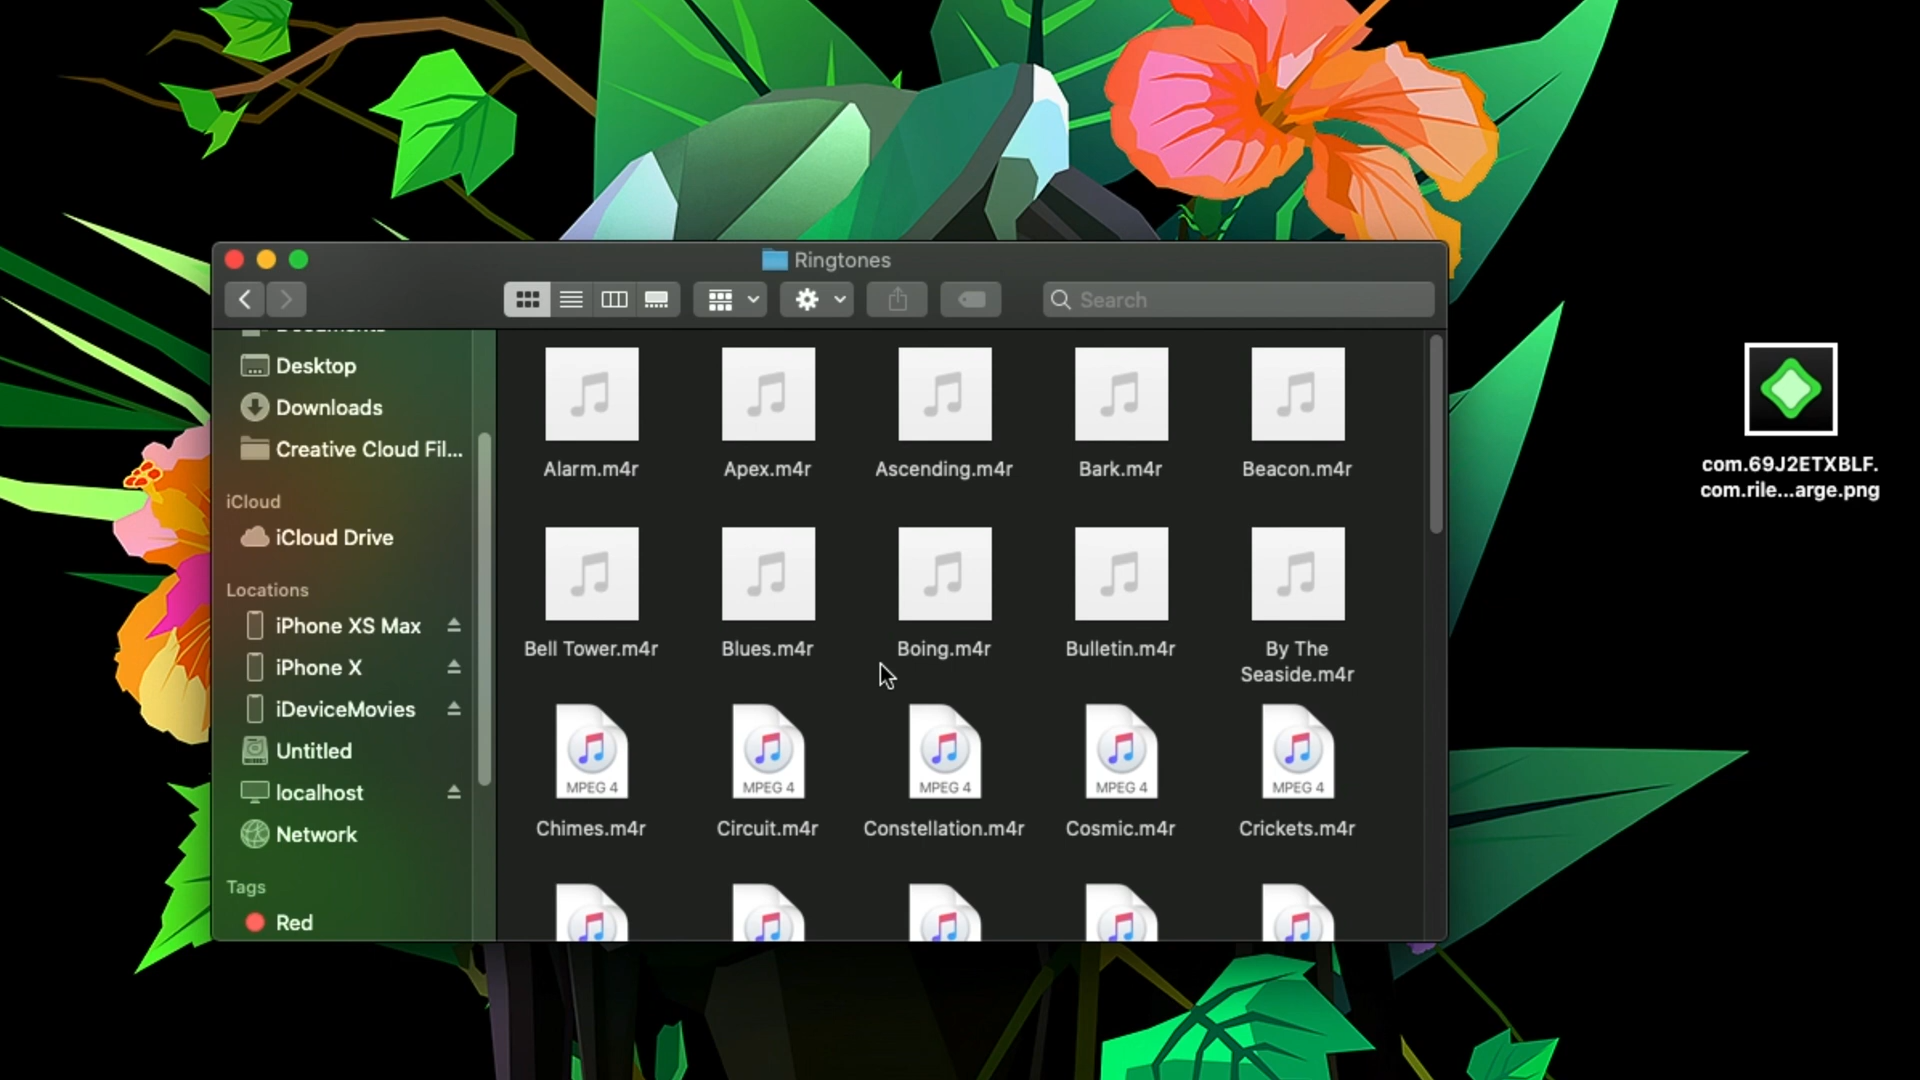 Ringtones
Search
Documents
Desktop
Downloads
Creative Cloud Fil...
iCloud
iCloud Drive
Locations
iPhone XS Max
iPhone X
iDeviceMovies
Untitled
localhost
Network
Tags
Red
Alarm.m4r
Apex.m4r
Ascending.m4r
Bark.m4r
Beacon.m4r
Bell Tower.m4r
Blues.m4r
Boing.m4r
Bulletin.m4r
By The
Seaside.m4r
MPEG 4
MPEG 4
MPEG 4
MPEG 4
MPEG 4
Chimes.m4r
Circuit.m4r
Constellation.m4r
Cosmic.m4r
Crickets.m4r
com.69J2ETXBLF.
com.rile...arge.png